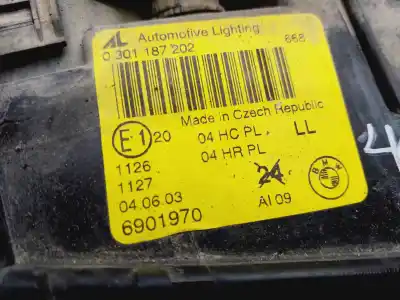 AL Automotive Lighting
0 301 187 202 668
Made in Czech Republic
E1 20 04 HC PL, LL
04 HR PL
1126
1127
24
BMW
04.06.03
AI 09
6901970